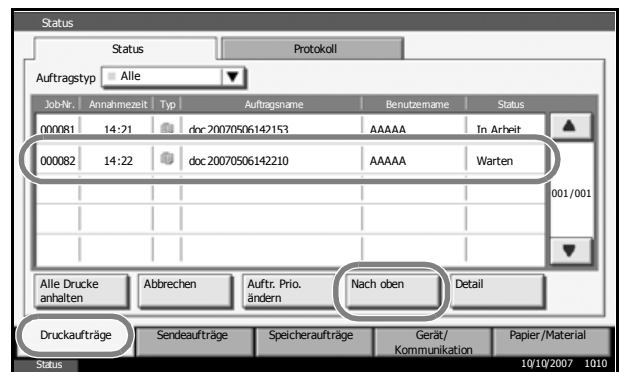 Status
Status Protokoll
Auftragstyp Alle
Job-Nr. Annahmezeit Typ Auftragsname Benutzername Status
000081 14:21 doc20070506142153 AAAAA In Arbeit
000082 14:22 doc20070506142210 AAAAA Warten
001/001
Alle Drucke anhalten Abbrechen Auftr. Prio. ändern Nach oben Detail
Druckaufträge Sendeaufträge Speicheraufträge Gerät/ Kommunikation Papier/Material
Status 10/10/2007 1010